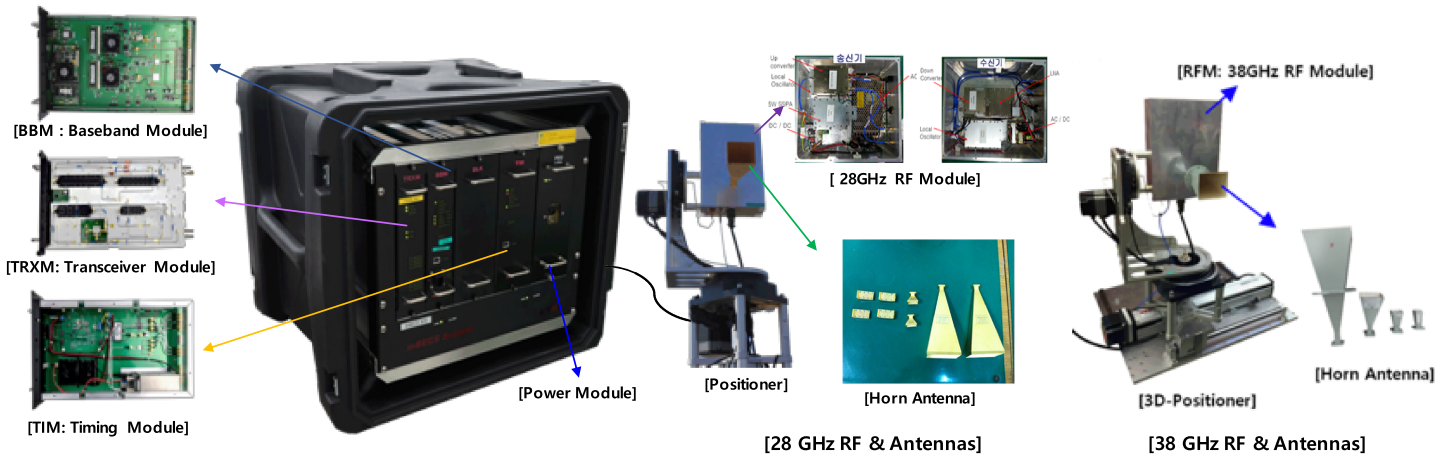 [BBM : Baseband Module]
[TRXM: Transceiver Module]
[TIM: Timing Module]
TRXM
BBM
[Power Module]
[Positioner]
송신기
Up
converter
Local
Oscillator
SW SSPA
DC / DC
AC
수신기
Down
Converter
LNA
Local
Oscillator
AC / DC
[ 28GHz RF Module]
[Horn Antenna]
[28 GHz RF & Antennas]
[RFM: 38GHz RF Module]
[Horn Antenna]
[3D-Positioner]
[38 GHz RF & Antennas]